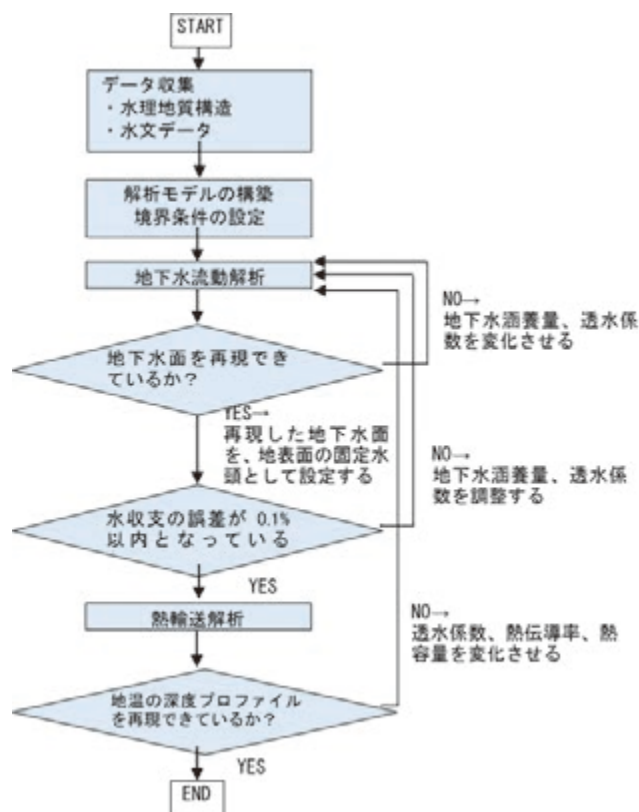 START
データ収集
・水理地質構造
・水文データ
解析モデルの構築
境界条件の設定
地下水流動解析
NO→
地下水涵養量、透水係
数を変化させる
地下水面を再現でき
ているか?
YES→
再現した地下水面
を、地表面の固定水
頭として設定する
NO→
地下水涵養量、透水係
数を調整する
水収支の誤差が 0.1%
以内となっている
YES
熱輸送解析
NO→
透水係数、熱伝導率、熱
容量を変化させる
地温の深度プロファイル
を再現できているか?
YES
END